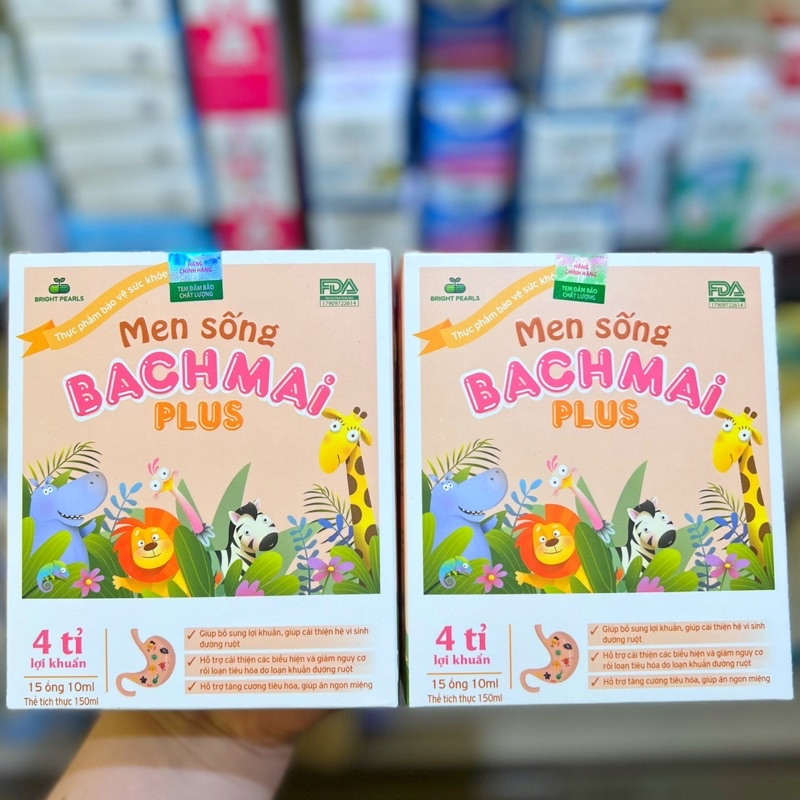 HÀNG
CHÍNH HÃNG
TEM ĐẢM BẢO
CHẤT LƯỢNG
BRIGHT PEARLS
Thực phẩm bảo vệ sức khỏe
FDA
17909722614
Men sống
BACHMAI
PLUS
4 tỉ
lợi khuẩn
15 ống 10ml
Thể tích thực 150ml
Giúp bổ sung lợi khuẩn, giúp cải thiện hệ vi sinh
đường ruột
Hỗ trợ cải thiện các biểu hiện và giảm nguy cơ
rối loạn tiêu hóa do loạn khuẩn đường ruột
Hỗ trợ tăng cường tiêu hóa, giúp ăn ngon miệng
HÀNG
CHÍNH HÃNG
TEM ĐẢM BẢO
CHẤT LƯỢNG
BRIGHT PEARLS
Thực phẩm bảo vệ sức
FDA
17909722614
Men sống
BACHMAI
PLUS
4 tỉ
lợi khuẩn
15 ống 10ml
Thể tích thực 150ml
Giúp bổ sung lợi khuẩn, giúp cải thiện hệ vi sinh
đường ruột
Hỗ trợ cải thiện các biểu hiện và giảm nguy cơ
rối loạn tiêu hóa do loạn khuẩn đường ruột
Hỗ trợ tăng cường tiêu hóa, giúp ăn ngon miệng